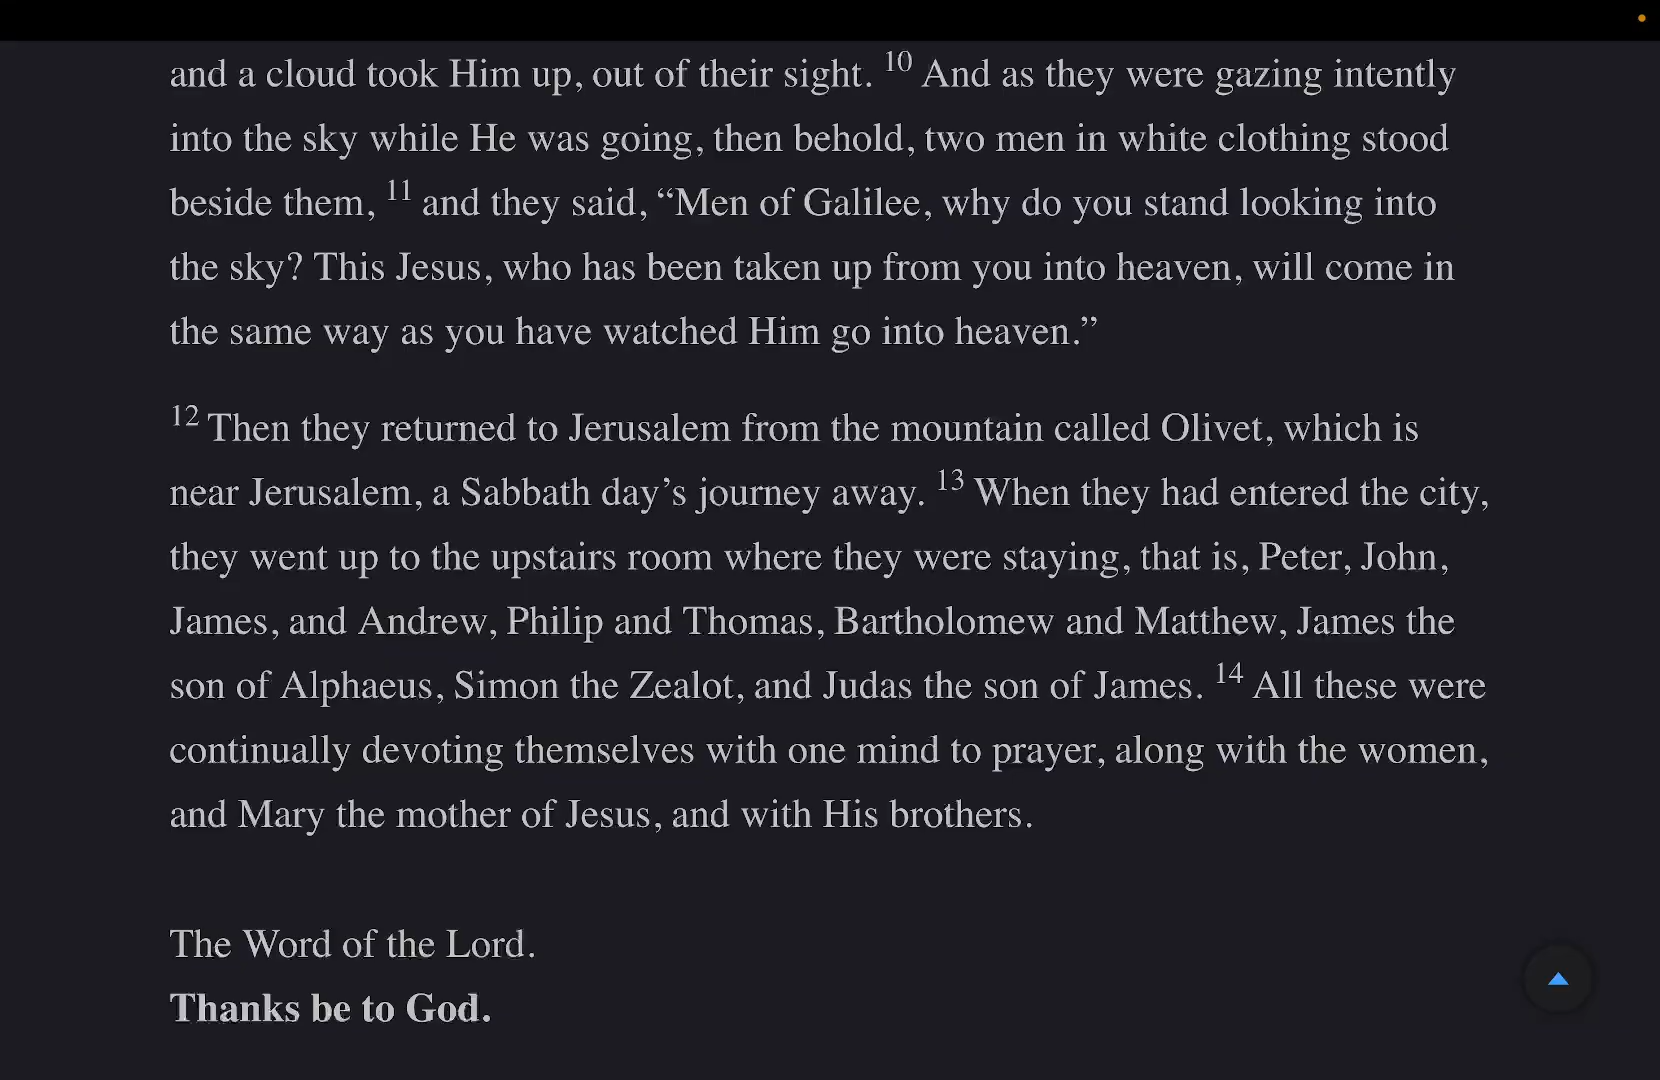 and a cloud took Him up, out of their sight. 10 And as they were gazing intently
into the sky while He was going, then behold, two men in white clothing stood
beside them, 11 and they said, “Men of Galilee, why do you stand looking into
the sky? This Jesus, who has been taken up from you into heaven, will come in
the same way as you have watched Him go into heaven.”
12 Then they returned to Jerusalem from the mountain called Olivet, which is
near Jerusalem, a Sabbath day’s journey away. 13 When they had entered the city,
they went up to the upstairs room where they were staying, that is, Peter, John,
James, and Andrew, Philip and Thomas, Bartholomew and Matthew, James the
son of Alphaeus, Simon the Zealot, and Judas the son of James. 14 All these were
continually devoting themselves with one mind to prayer, along with the women,
and Mary the mother of Jesus, and with His brothers.
The Word of the Lord.
Thanks be to God.